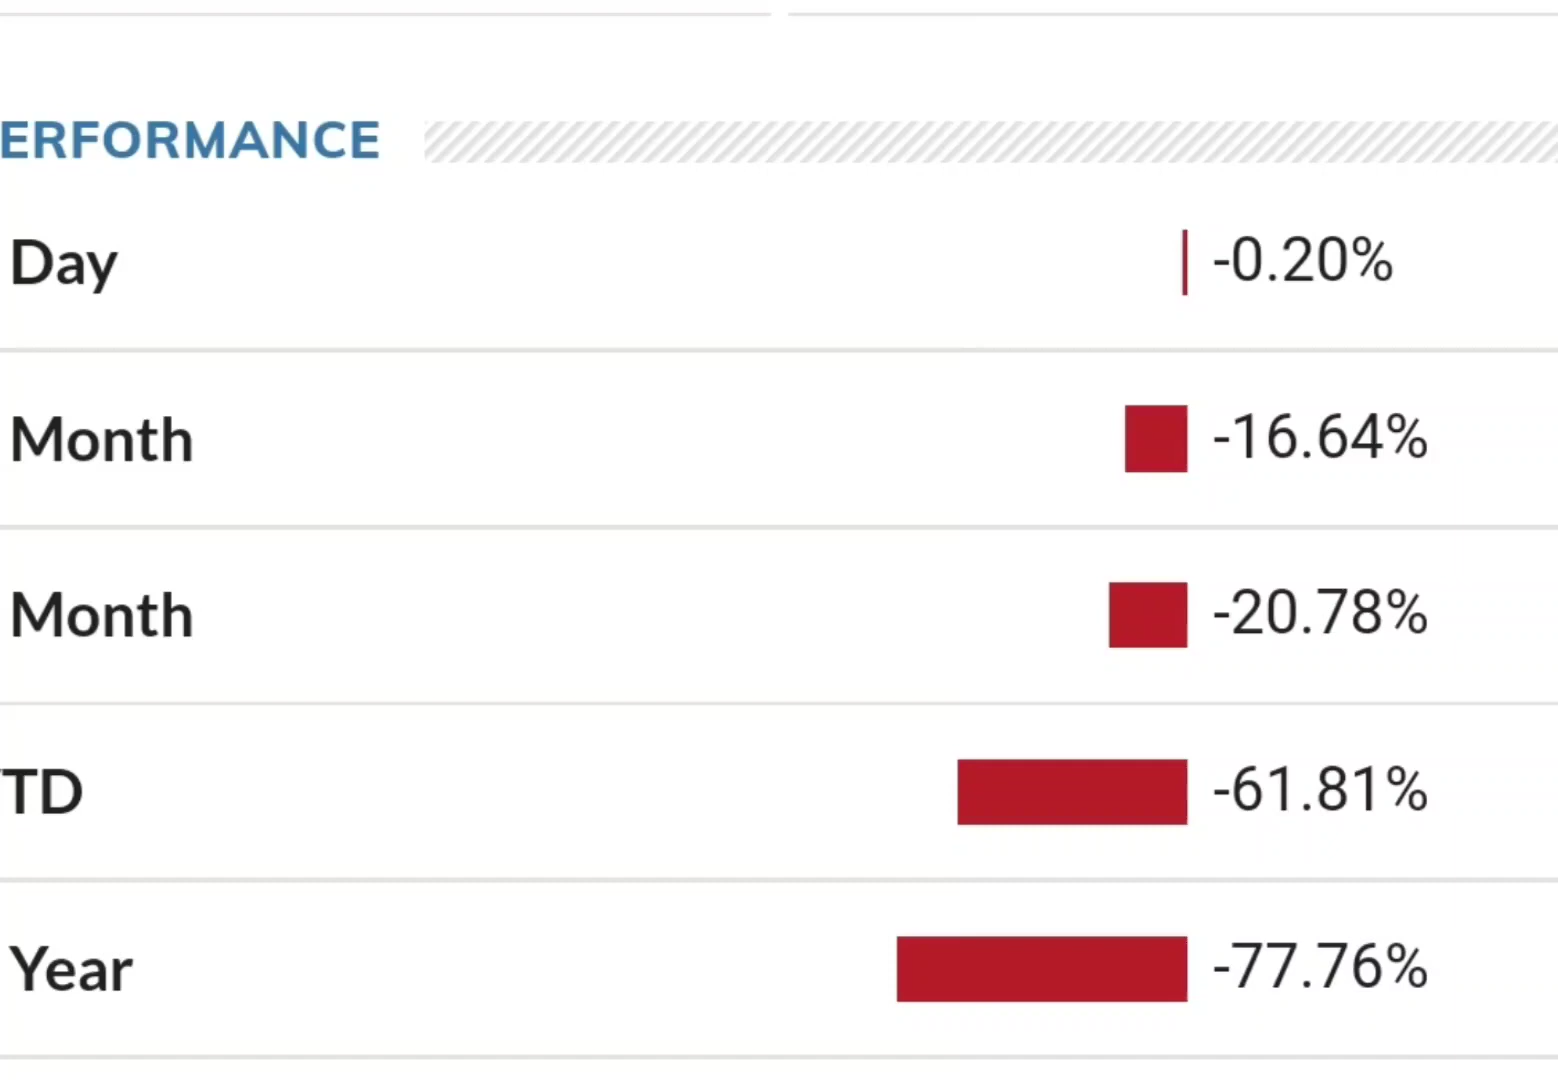 ERFORMANCE
Day -0.20%
Month -16.64%
Month -20.78%
TD -61.81%
Year -77.76%